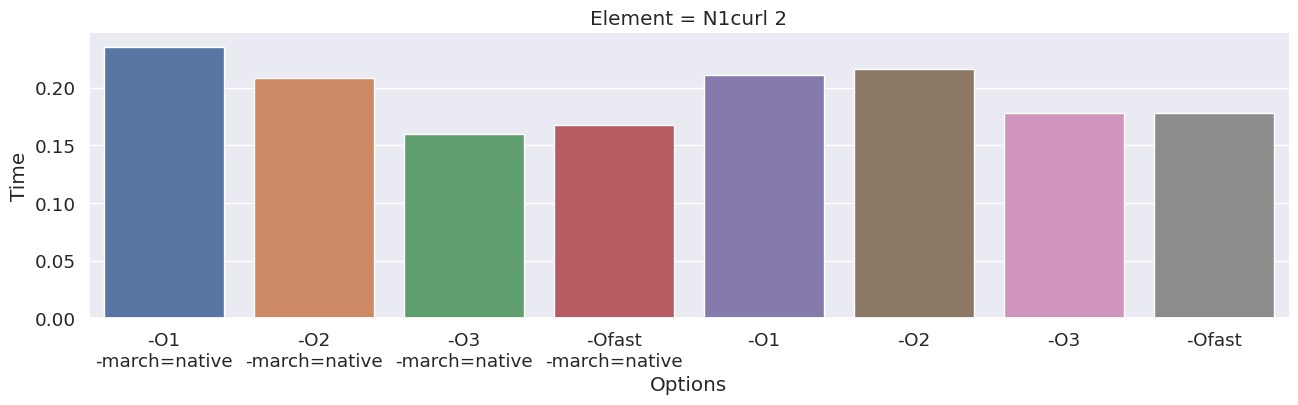 Element = N1curl 2
Time
0.20
0.15
0.10
0.05
0.00
-O1 -O2 -O3 -Ofast -O1 -O2 -O3 -Ofast
-march=native -march=native -march=native -march=native
Options